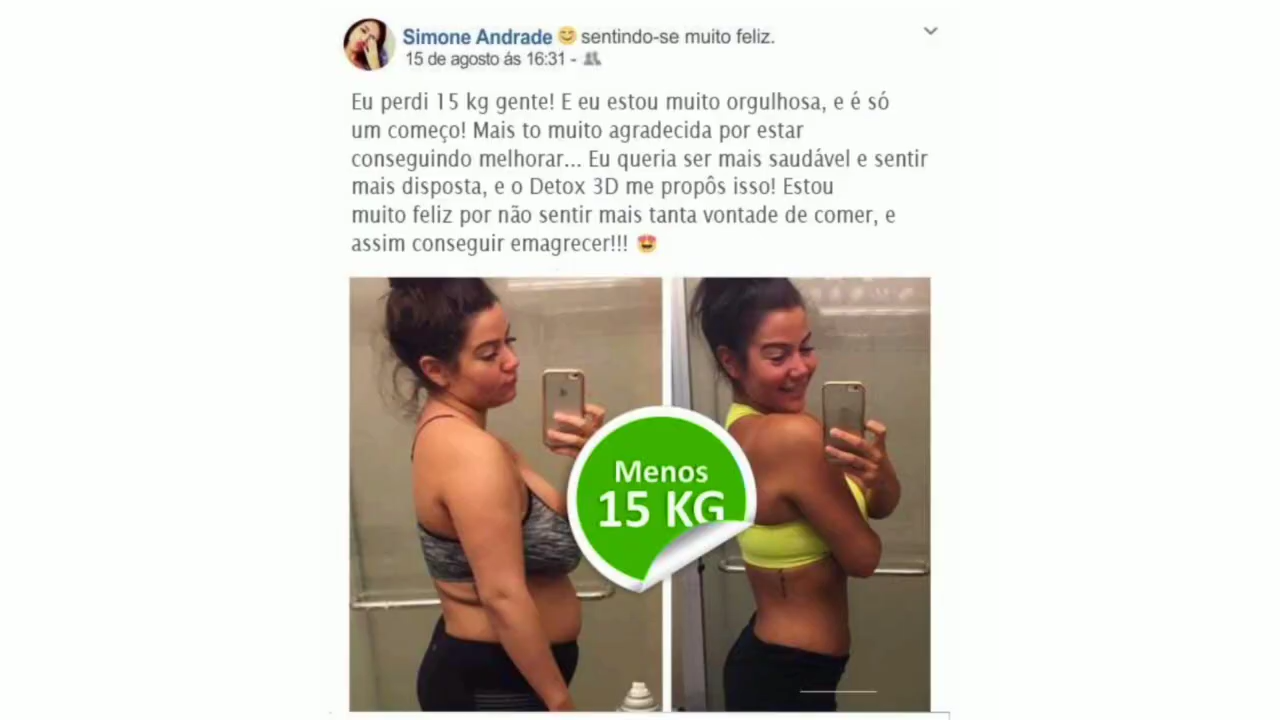 Simone Andrade 😊 sentindo-se muito feliz.
15 de agosto ás 16:31 -
Eu perdi 15 kg gente! E eu estou muito orgulhosa, e é só
um começo! Mais to muito agradecida por estar
conseguindo melhorar... Eu queria ser mais saudável e sentir
mais disposta, e o Detox 3D me propôs isso! Estou
muito feliz por não sentir mais tanta vontade de comer, e
assim conseguir emagrecer!!! 😍
Menos
15 KG